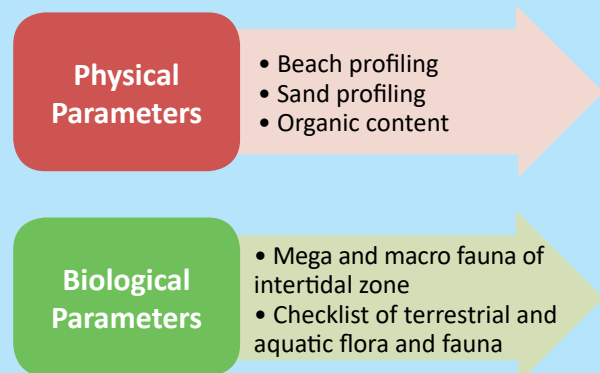 Physical
Parameters
• Beach profiling
• Sand profiling
• Organic content
Biological
Parameters
• Mega and macro fauna of
intertidal zone
• Checklist of terrestrial and
aquatic flora and fauna